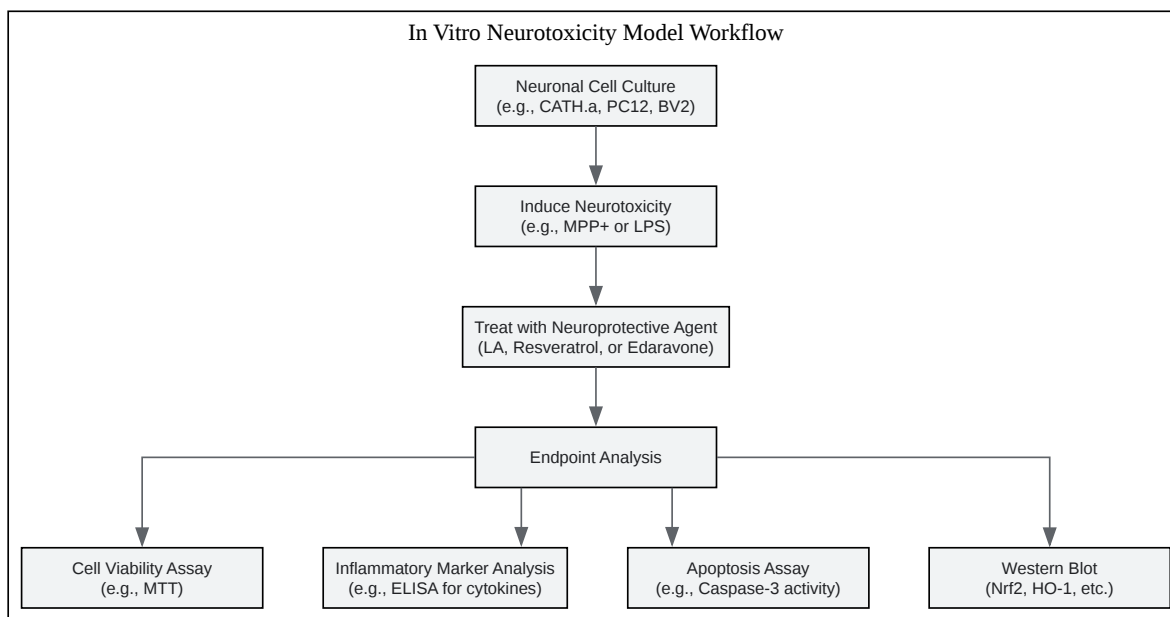 In Vitro Neurotoxicity Model Workflow
Neuronal Cell Culture
(e.g., CATH.a, PC12, BV2)
Induce Neurotoxicity
(e.g., MPP+ or LPS)
Treat with Neuroprotective Agent
(LA, Resveratrol, or Edaravone)
Endpoint Analysis
Cell Viability Assay
(e.g., MTT)
Inflammatory Marker Analysis
(e.g., ELISA for cytokines)
Apoptosis Assay
(e.g., Caspase-3 activity)
Western Blot
(Nrf2, HO-1, etc.)